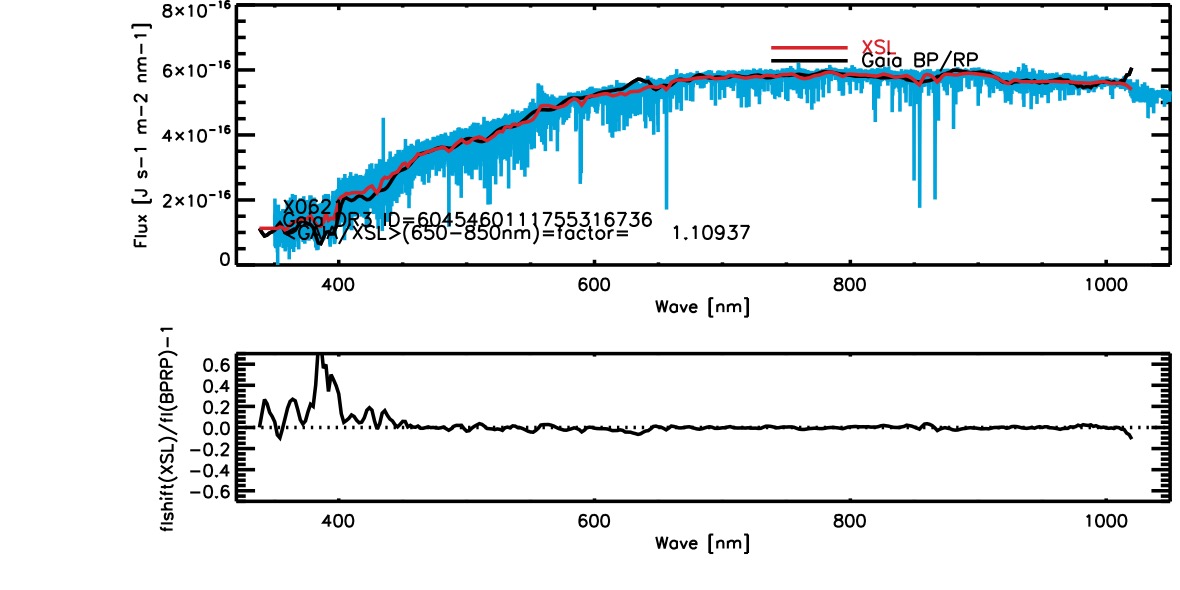 8×10-16
6×10-16
4×10-16
2×10-16
0
Flux [J s-1 m-2 nm-1]
XSL
Gaia BP/RP
X0621
Gaia DR3 ID=6045460111755316736
<GAIA/XSL>(650-850nm)=factor= 1.10937
400 600 800 1000
Wave [nm]
0.6
0.4
0.2
0.0
-0.2
-0.4
-0.6
flshift(XSL)/fl(BPRP)-1
400 600 800 1000
Wave [nm]